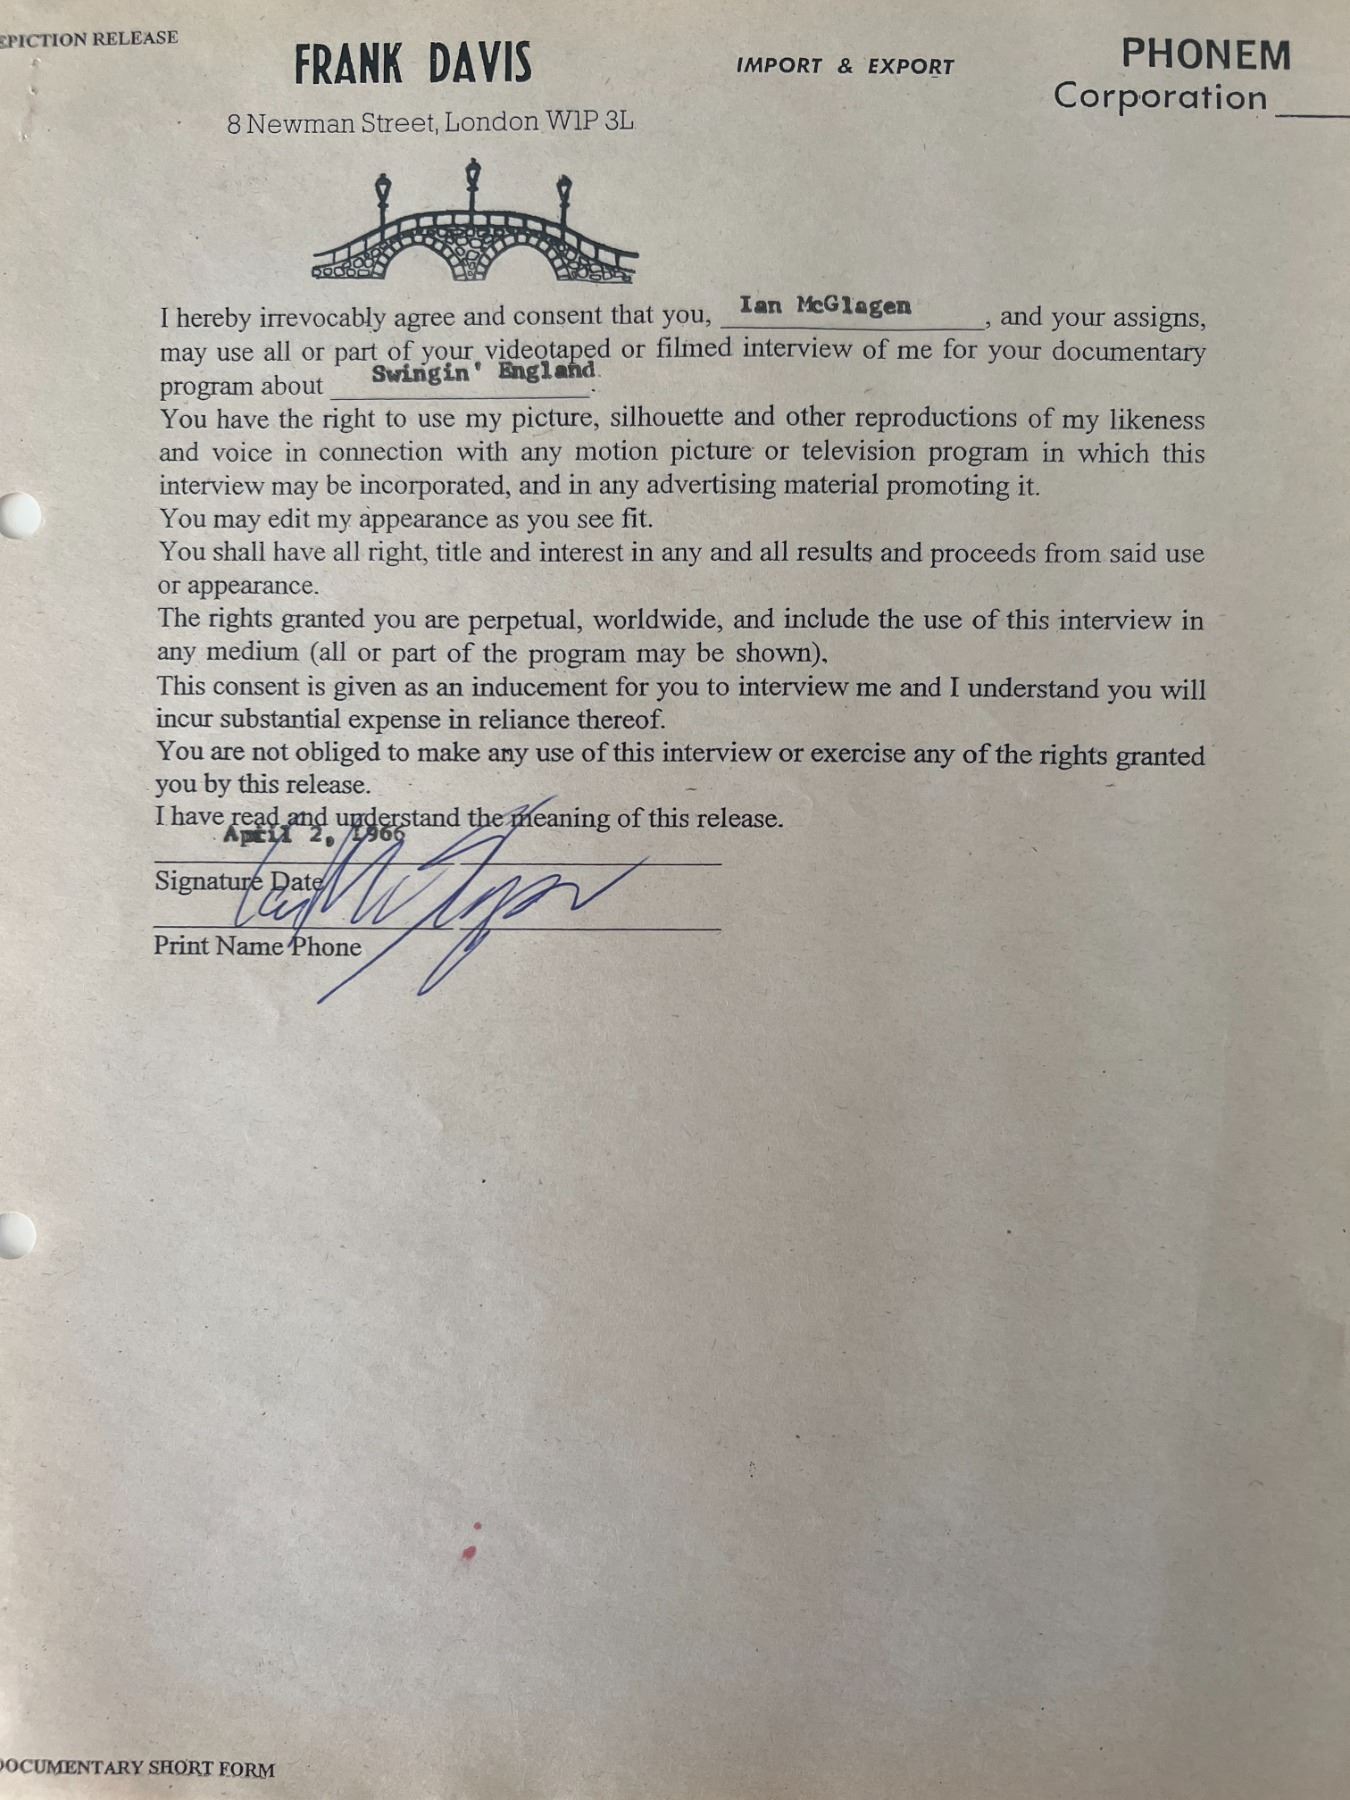 EPICTION RELEASE
FRANK DAVIS
IMPORT & EXPORT
PHONEM
Corporation
8 Newman Street, London W1P 3L
I hereby irrevocably agree and consent that you, Ian McGlagen, and your assigns,
may use all or part of your videotaped or filmed interview of me for your documentary
program about Swingin' England.
You have the right to use my picture, silhouette and other reproductions of my likeness
and voice in connection with any motion picture or television program in which this
interview may be incorporated, and in any advertising material promoting it.
You may edit my appearance as you see fit.
You shall have all right, title and interest in any and all results and proceeds from said use
or appearance.
The rights granted you are perpetual, worldwide, and include the use of this interview in
any medium (all or part of the program may be shown).
This consent is given as an inducement for you to interview me and I understand you will
incur substantial expense in reliance thereof.
You are not obliged to make any use of this interview or exercise any of the rights granted
you by this release.
I have read and understand the meaning of this release.
April 2, 1966
Signature Date
Print Name Phone
DOCUMENTARY SHORT FORM